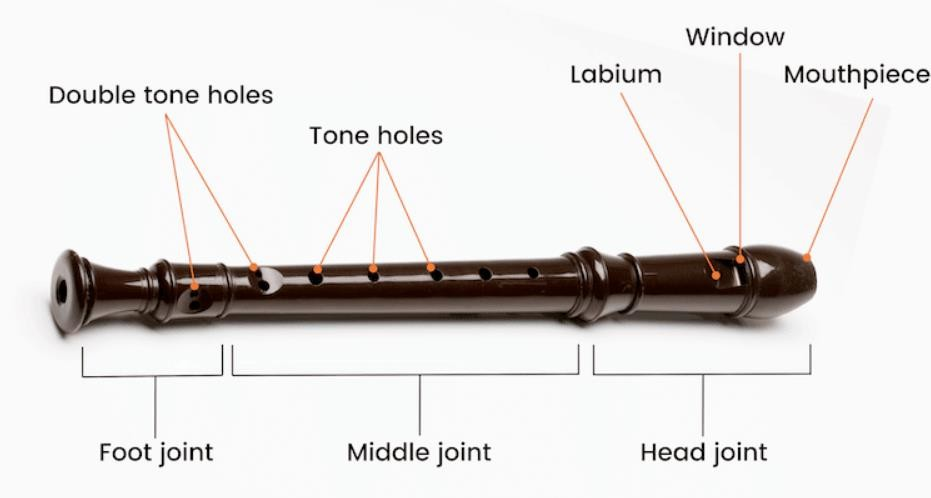 Window
Labium
Mouthpiece
Double tone holes
Tone holes
Foot joint
Middle joint
Head joint